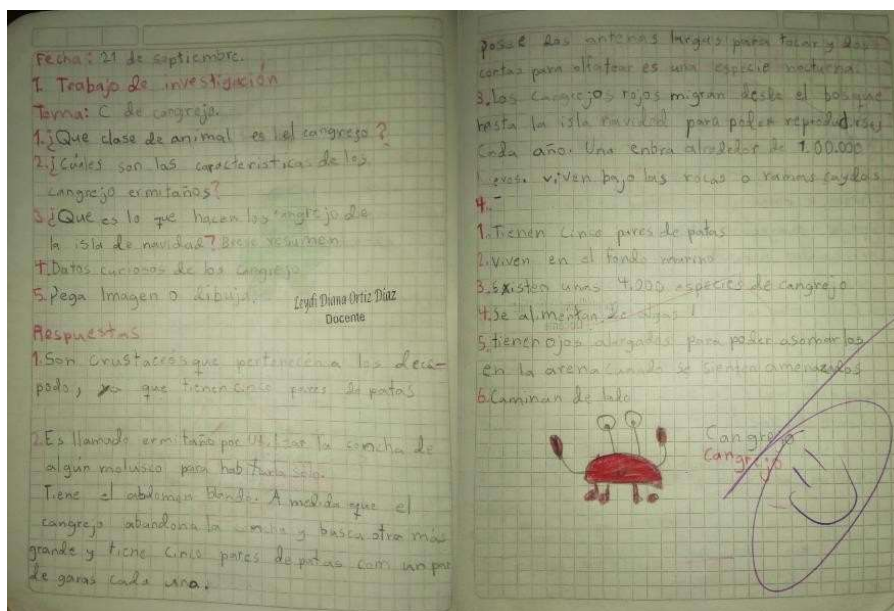 Fecha: 21 de septiembre.
I. Trabajo de investigación
Tema: C de cangrejo.
1. ¿Que clase de animal es el cangrejo?
2. ¿Cuáles son las caracteristicas de los
cangrejo ermitaños?
3 ¿Que es lo que hacen los cangrejo de
la isla de navidad? Breve resumen
4. Datos curiosos de los cangrejo
5. Pega Imagen o dibujo.
Leydi Diana Ortiz Díaz
Docente
Respuestas
1. Son crustaceos que pertenecen a los decá-
podo, ya que tienen cinco pares de patas
2. Es llamado ermitaño por utilizar la concha de
algún molusco para habitarla solo.
Tiene el abdomen blando. A medida que el
cangrejo abandona la concha y busca otra más
grande y tiene cinco pares de patas com un par
de garas cada una.
posee dos antenas largas para tocar y dos
cortas para olfatear es una especie nocturna.
3. los cangrejos rojos migran desde el bosque
hasta la isla navidad para poder reproducirse
Cada año. Una enbra alrededor de 1.00.000
viven bajo las rocas o ramas caydas
4. -
1. Tienen cinco pares de patas
2. viven en el fondo marino
3. Existen unas 4,000 especies de cangrejo
4. se alimentan de algas
5. tienen ojos alargados para poder asomarlos
en la arena cuando se sienten amenazados
6. Caminan de lado
Cangrejo
Cangrejo